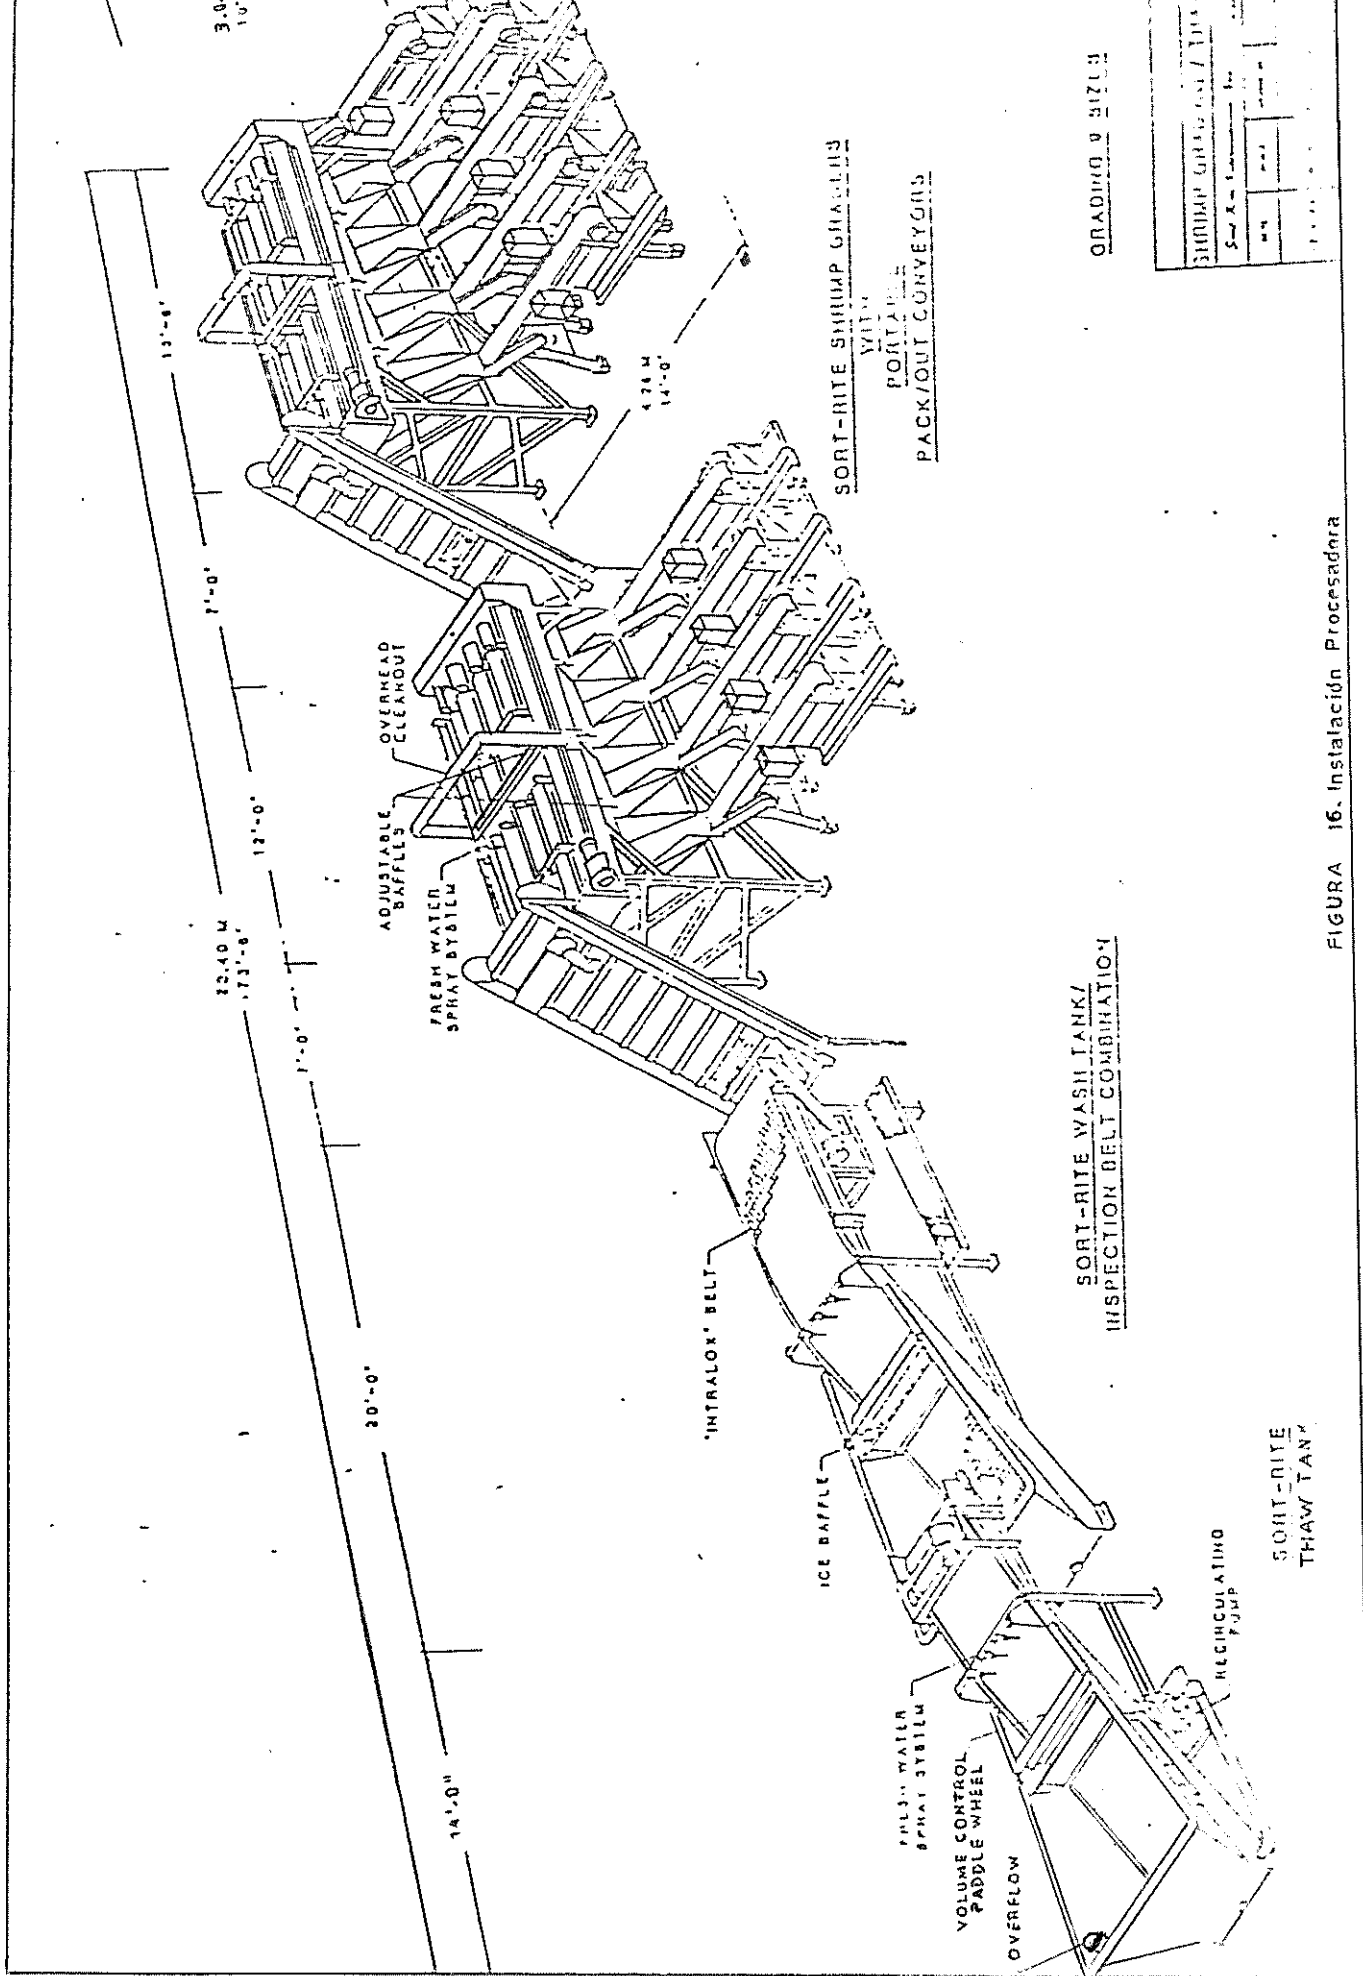 14'-0"
20'-0"
7'-0"
12'-0"
7'-0"
13'-6"
22.40 M
73'-6"
OVERFLOW
VOLUME CONTROL
PADDLE WHEEL
FRESH WATER
SPRAY SYSTEM
RECIRCULATING
PUMP
SORT-RITE
THAW TANK
ICE BAFFLE
"INTRALOX" BELT
SORT-RITE WASH TANK/
INSPECTION BELT COMBINATION
FRESH WATER
SPRAY SYSTEM
ADJUSTABLE
BAFFLES
OVERHEAD
CLEANOUT
14'-0"
SORT-RITE SHRIMP GRADERS
WITH
PORTABLE
PACK/OUT CONVEYORS
GRADING SIZES
FIGURA 16. Instalación Procesadora